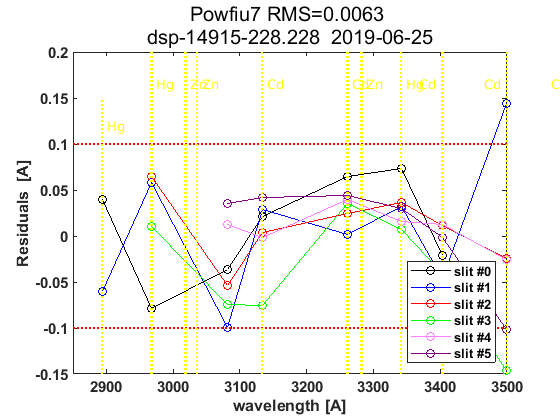 Powfiu7 RMS=0.0063
dsp-14915-228.228 2019-06-25
0.2
0.15
0.1
0.05
0
-0.05
-0.1
-0.15
Residuals [A]
Hg
Hg
Zn
Zn
Cd
Cd
Cd
Zn
Hg
Cd
Cd
C
slit #0
slit #1
slit #2
slit #3
slit #4
slit #5
2900
3000
3100
3200
3300
3400
3500
wavelength [A]